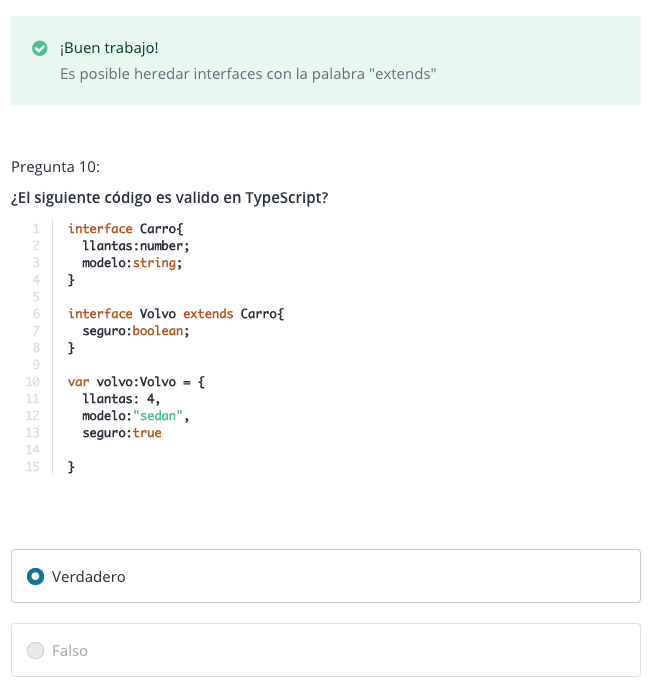 ¡Buen trabajo!
Es posible heredar interfaces con la palabra "extends"
Pregunta 10:
¿El siguiente código es valido en TypeScript?
1 interface Carro{
2   llantas:number;
3   modelo:string;
4 }
5
6 interface Volvo extends Carro{
7   seguro:boolean;
8 }
9
10 var volvo:Volvo = {
11   llantas: 4,
12   modelo:"sedan",
13   seguro:true
14
15 }
Verdadero
Falso